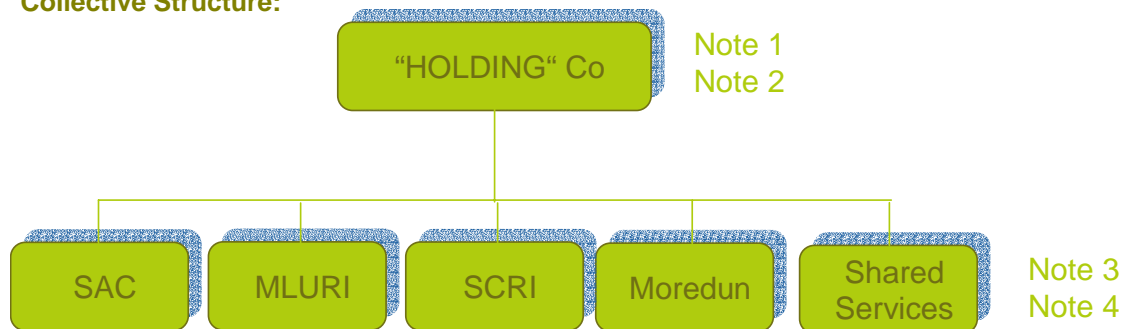 Collective Structure:
“HOLDING“ Co
Note 1
Note 2
SAC
MLURI
SCRI
Moredun
Shared
Services
Note 3
Note 4